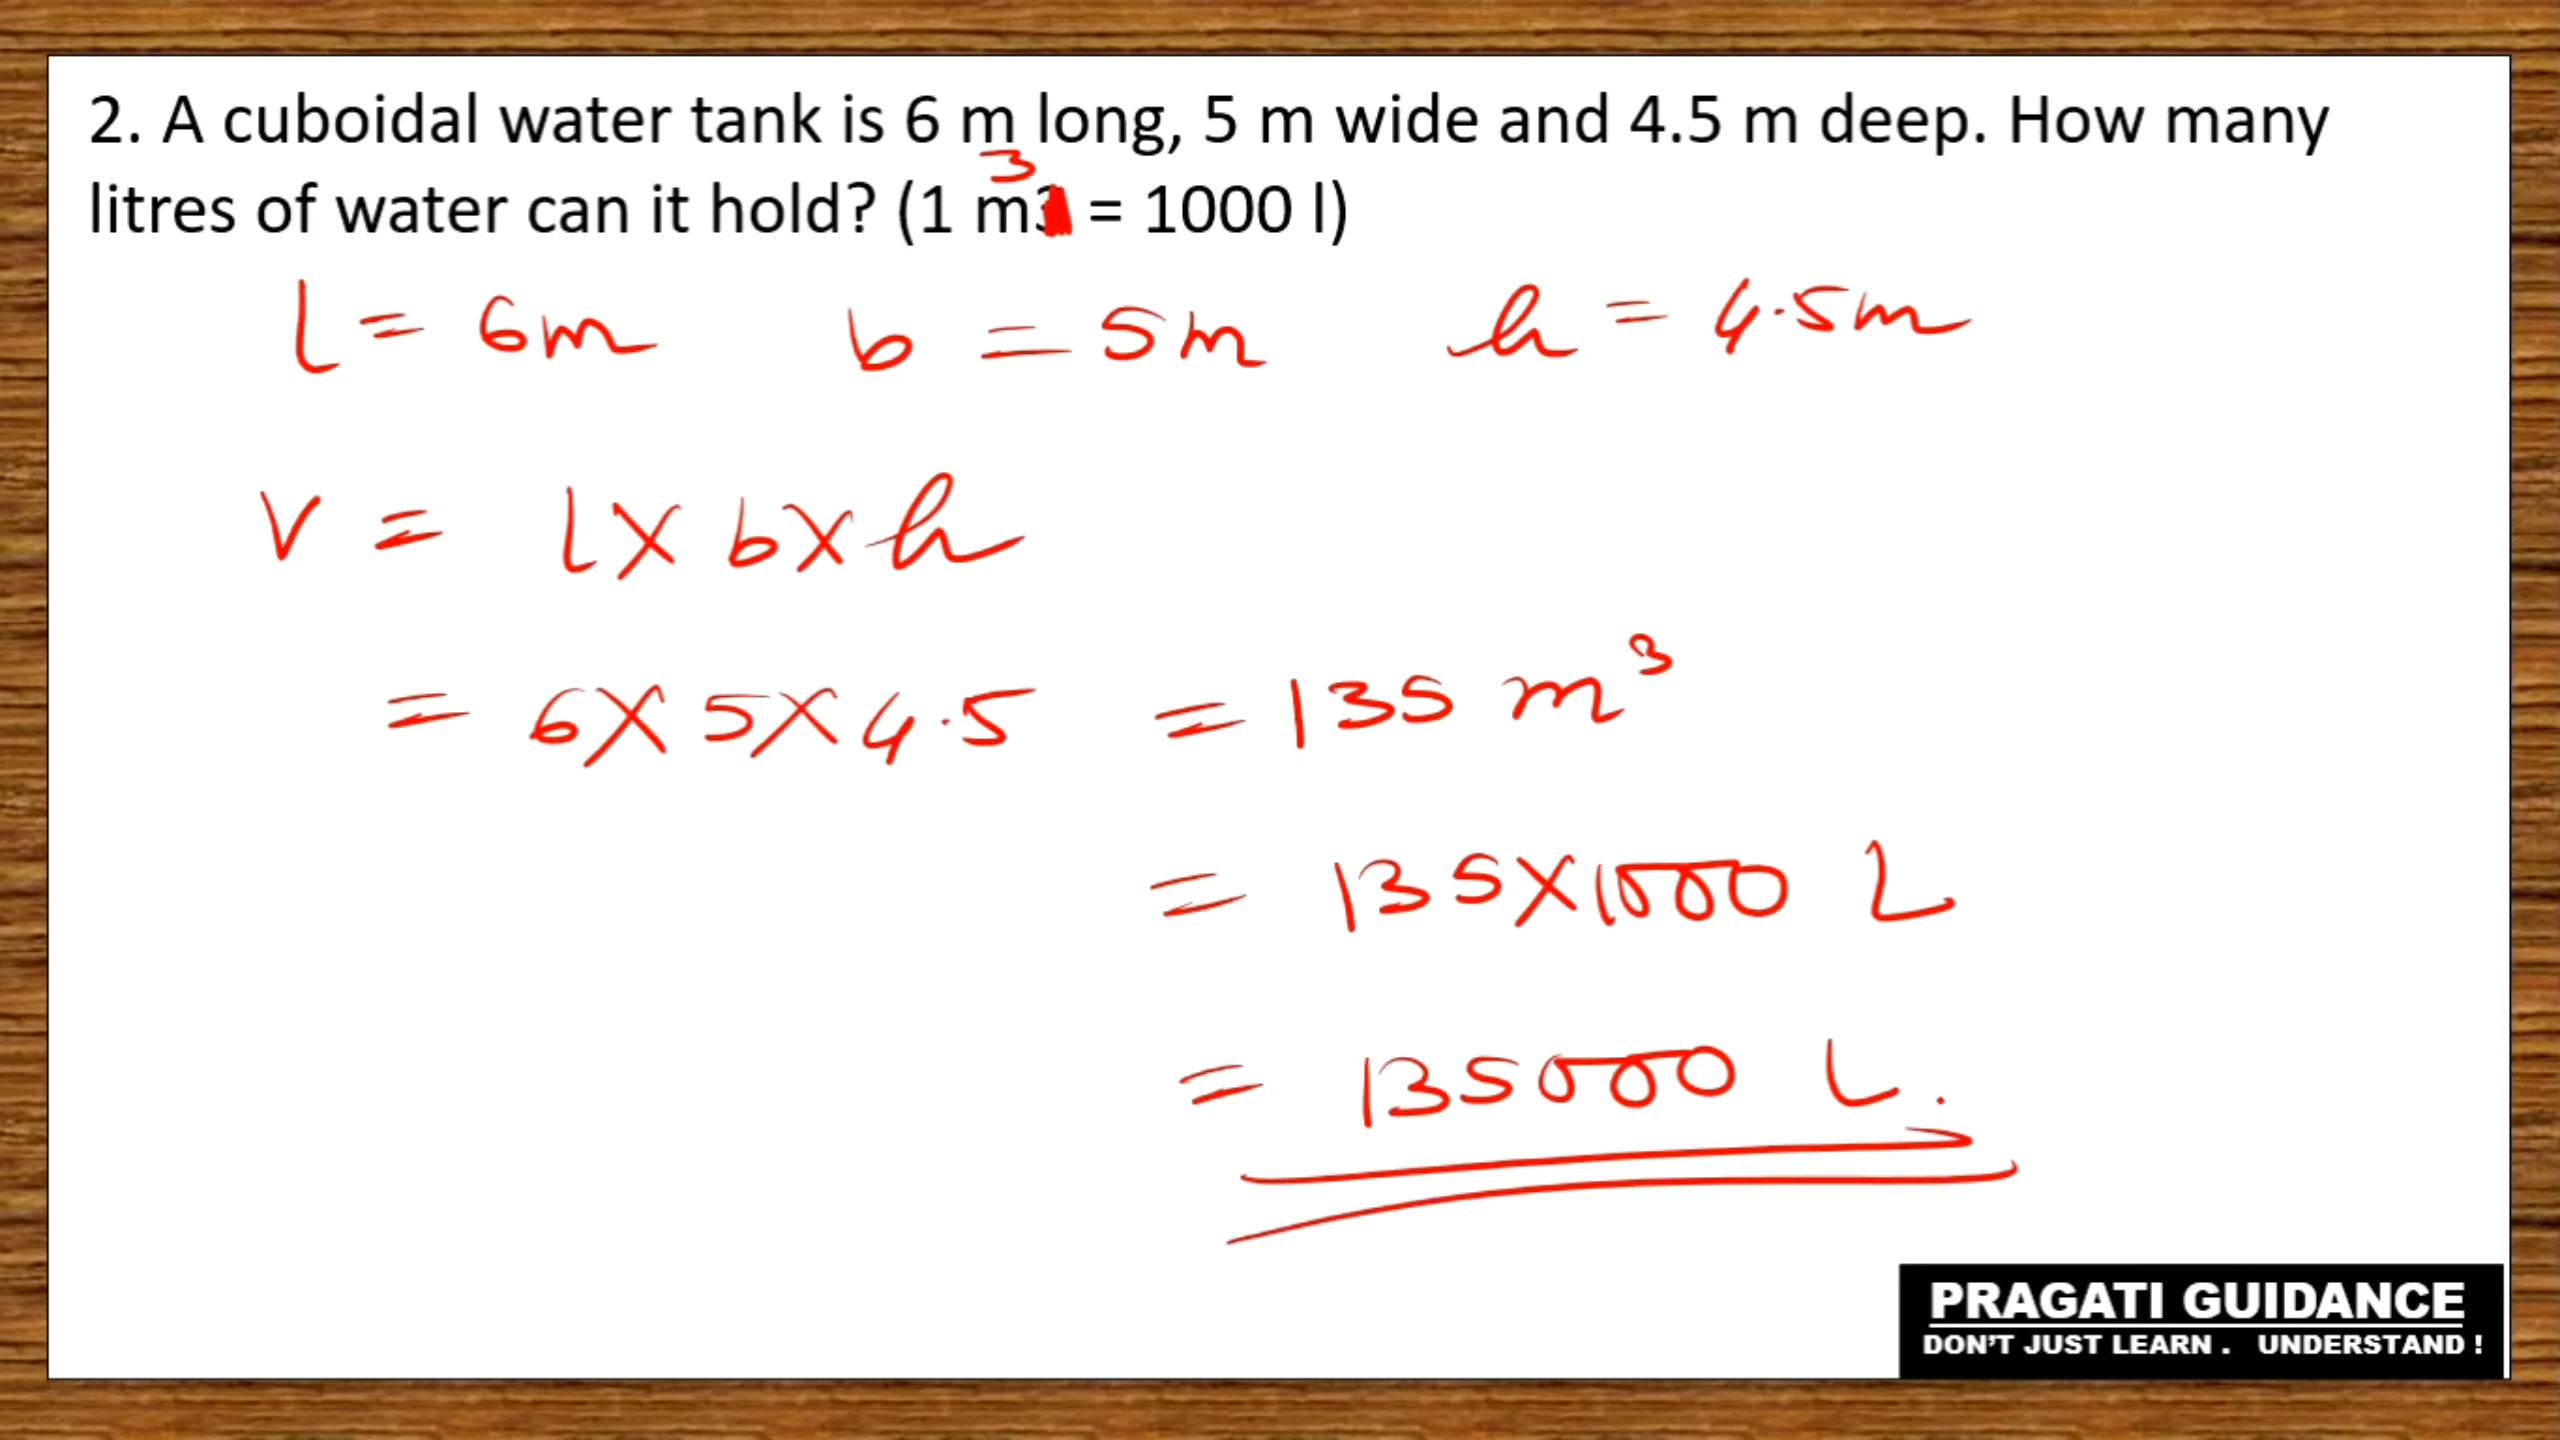 2. A cuboidal water tank is 6 m long, 5 m wide and 4.5 m deep. How many
litres of water can it hold? (1 m³ = 1000 l)
l = 6m b = 5m h = 4.5m
V = l × b × h
= 6 × 5 × 4.5 = 135 m³
= 135 × 1000 L
= 135000 L.
PRAGATI GUIDANCE
DON'T JUST LEARN . UNDERSTAND !